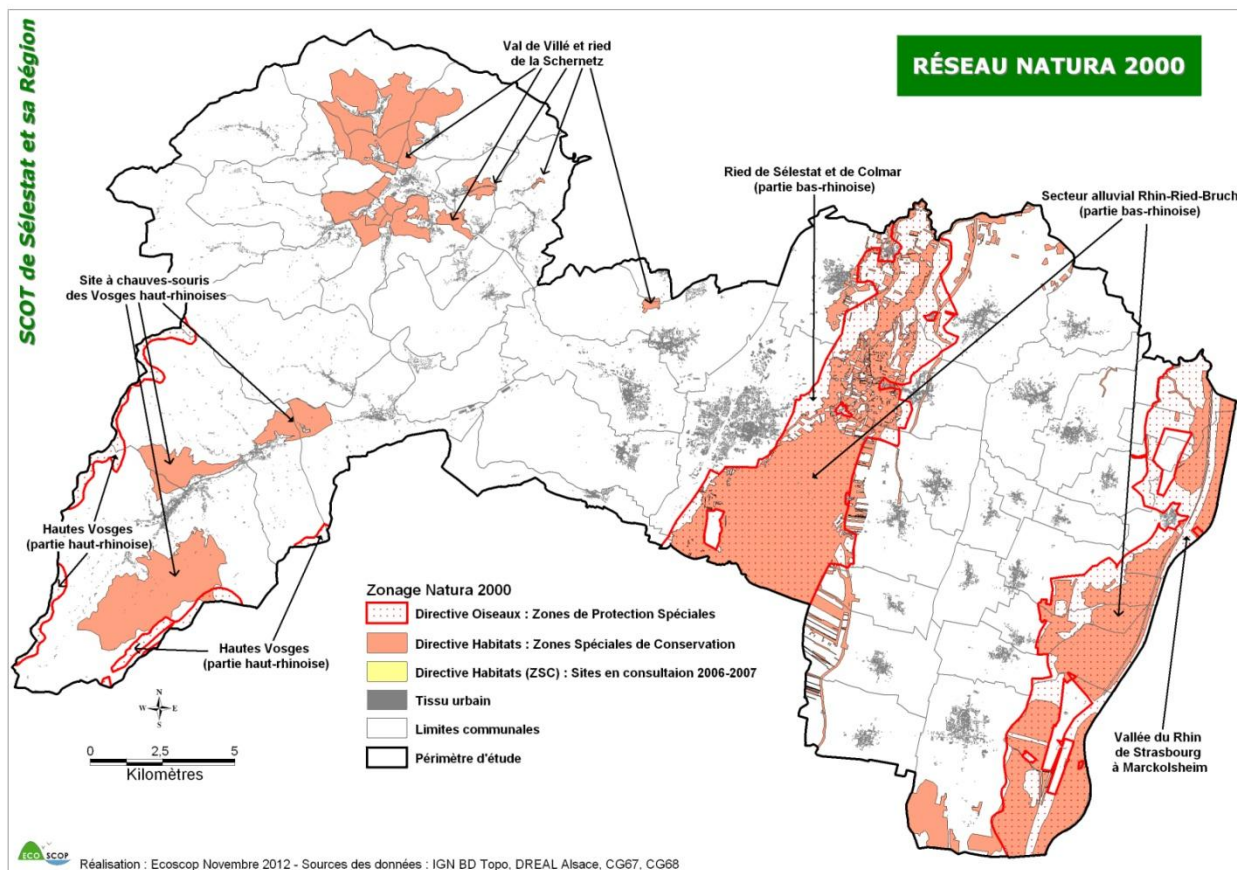 SCOT de Sélestat et sa Région
RÉSEAU NATURA 2000
Val de Villé et ried
de la Schernetz
Ried de Sélestat et de Colmar
(partie bas-rhinoise)
Secteur alluvial Rhin-Ried-Bruch
(partie bas-rhinoise)
Site à chauves-souris
des Vosges haut-rhinoises
Hautes Vosges
(partie haut-rhinoise)
Hautes Vosges
(partie haut-rhinoise)
Vallée du Rhin
de Strasbourg
à Marckolsheim
Zonage Natura 2000
Directive Oiseaux : Zones de Protection Spéciales
Directive Habitats : Zones Spéciales de Conservation
Directive Habitats (ZSC) : Sites en consultaion 2006-2007
Tissu urbain
Limites communales
Périmètre d'étude
N
W E
S
0 2,5 5
Kilomètres
ECO SCOP
Réalisation : Ecoscop Novembre 2012 - Sources des données : IGN BD Topo, DREAL Alsace, CG67, CG68